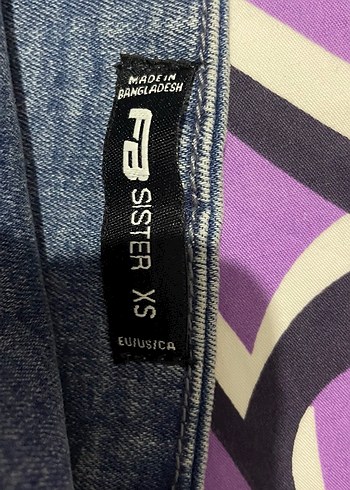 MADE IN
BANGLADESH
FB SISTER XS
EU/US/CA